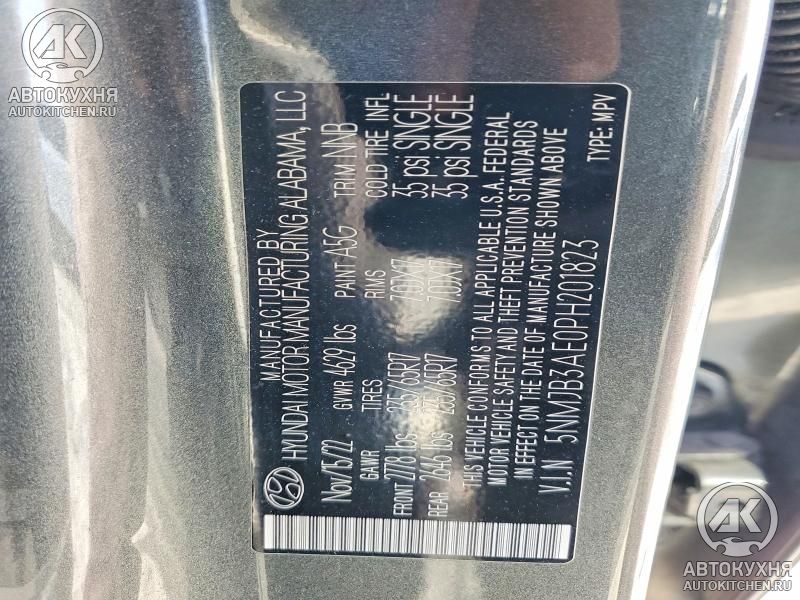 АК
АВТОКУХНЯ
AUTOKITCHEN.RU
MANUFACTURED BY
HYUNDAI MOTOR MANUFACTURING ALABAMA, LLC
Nov/15/22 GVWR 4629 lbs PAINT A5G TRIM NNB
GAWR TIRES RIMS COLD TIRE INFL
FRONT 2778 lbs 235/65R17 7.0JX17 35 psi SINGLE
REAR 2646 lbs 235/65R17 7.0JX17 35 psi SINGLE
THIS VEHICLE CONFORMS TO ALL APPLICABLE U.S.A. FEDERAL
MOTOR VEHICLE SAFETY AND THEFT PREVENTION STANDARDS
IN EFFECT ON THE DATE OF MANUFACTURE SHOWN ABOVE
V.I.N 5NMJB3AE0PH201823 TYPE: MPV
АК
АВТОКУХНЯ
AUTOKITCHEN.RU